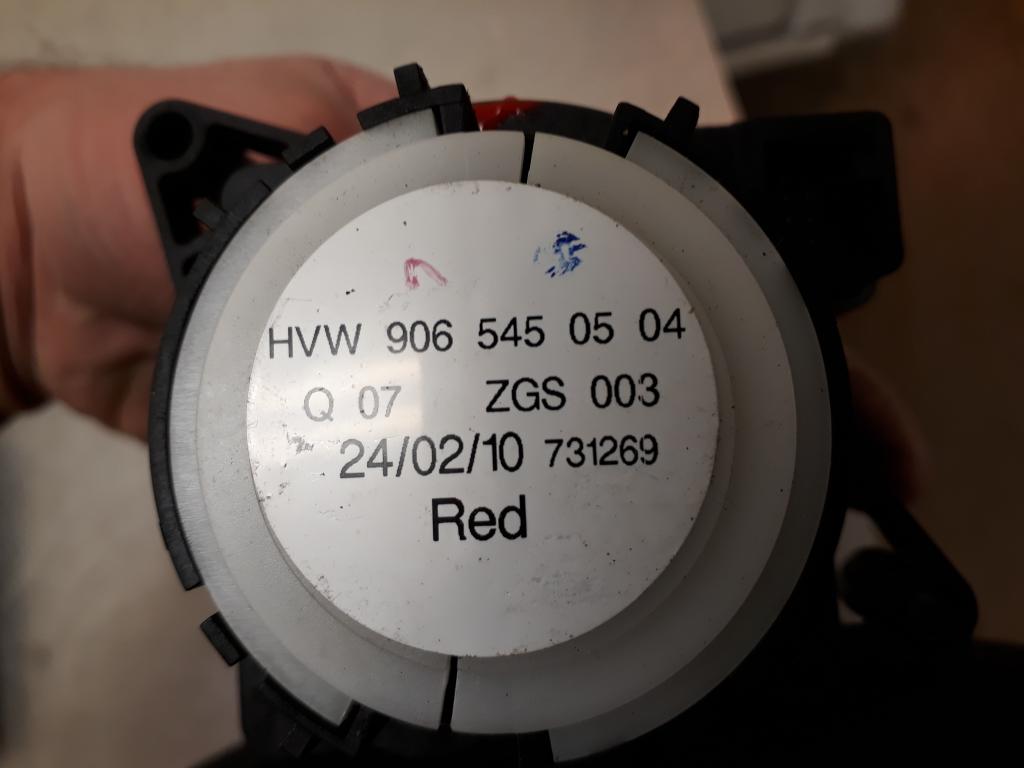 HVW 906 545 05 04
Q 07 ZGS 003
24/02/10 731269
Red